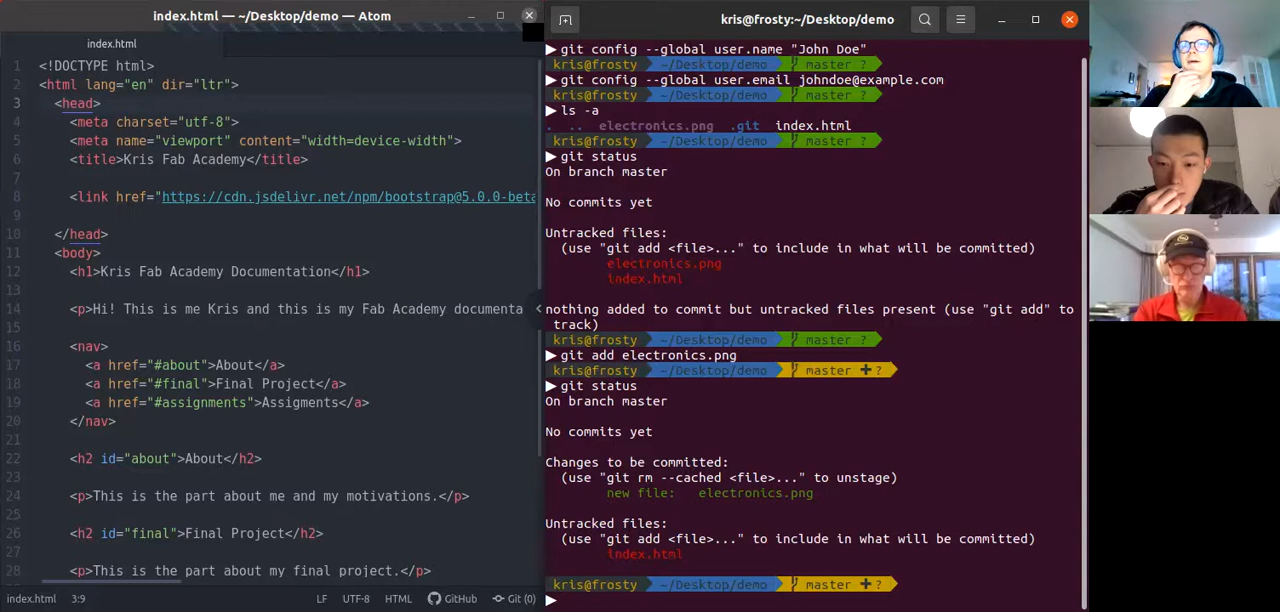 index.html — ~/Desktop/demo — Atom
index.html
1 <!DOCTYPE html>
2 <html lang="en" dir="ltr">
3 <head>
4 <meta charset="utf-8">
5 <meta name="viewport" content="width=device-width">
6 <title>Kris Fab Academy</title>
7
8 <link href="https://cdn.jsdelivr.net/npm/bootstrap@5.0.0-beta
9
10 </head>
11 <body>
12 <h1>Kris Fab Academy Documentation</h1>
13
14 <p>Hi! This is me Kris and this is my Fab Academy documenta
15
16 <nav>
17 <a href="#about">About</a>
18 <a href="#final">Final Project</a>
19 <a href="#assignments">Assigments</a>
20 </nav>
21
22 <h2 id="about">About</h2>
23
24 <p>This is the part about me and my motivations.</p>
25
26 <h2 id="final">Final Project</h2>
27
28 <p>This is the part about my final project.</p>
index.html 3:9 LF UTF-8 HTML GitHub Git (0)
kris@frosty:~/Desktop/demo
git config --global user.name "John Doe"
kris@frosty ~/Desktop/demo master ?
git config --global user.email johndoe@example.com
kris@frosty ~/Desktop/demo master ?
ls -a
. .. electronics.png .git index.html
kris@frosty ~/Desktop/demo master ?
git status
On branch master
No commits yet
Untracked files:
(use "git add <file>..." to include in what will be committed)
electronics.png
index.html
nothing added to commit but untracked files present (use "git add" to
track)
kris@frosty ~/Desktop/demo master ?
git add electronics.png
kris@frosty ~/Desktop/demo master ✚ ?
git status
On branch master
No commits yet
Changes to be committed:
(use "git rm --cached <file>..." to unstage)
new file: electronics.png
Untracked files:
(use "git add <file>..." to include in what will be committed)
index.html
kris@frosty ~/Desktop/demo master ✚ ?